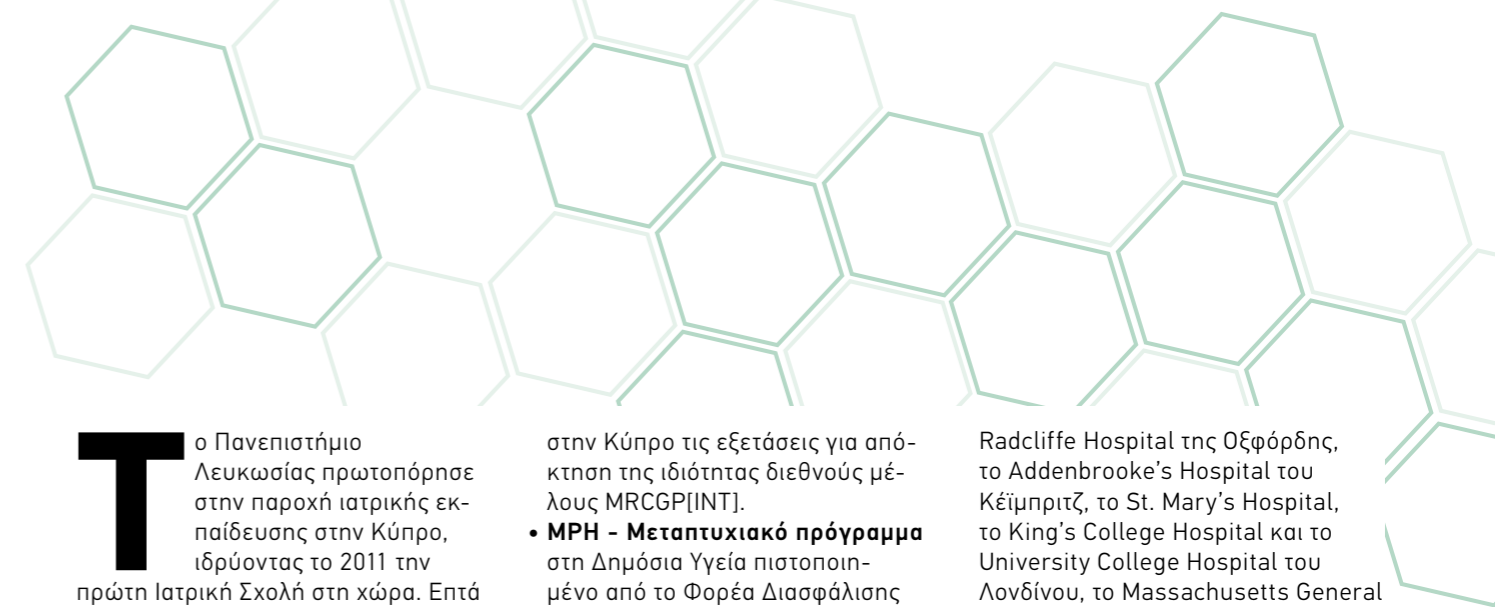 Το Πανεπιστήμιο
Λευκωσίας πρωτοπόρησε
στην παροχή ιατρικής εκ-
παίδευσης στην Κύπρο,
ιδρύοντας το 2011 την
πρώτη Ιατρική Σχολή στη χώρα. Επτά
στην Κύπρο τις εξετάσεις για από-
κτηση της ιδιότητας διεθνούς μέ-
λους MRCGP[INT].
• MPH - Μεταπτυχιακό πρόγραμμα
στη Δημόσια Υγεία πιστοποιη-
μένο από το Φορέα Διασφάλισης
Radcliffe Hospital της Οξφόρδης,
το Addenbrooke’s Hospital του
Κέϊμπριτζ, το St. Mary’s Hospital,
το King’s College Hospital και το
University College Hospital του
Λονδίνου, το Massachusetts General